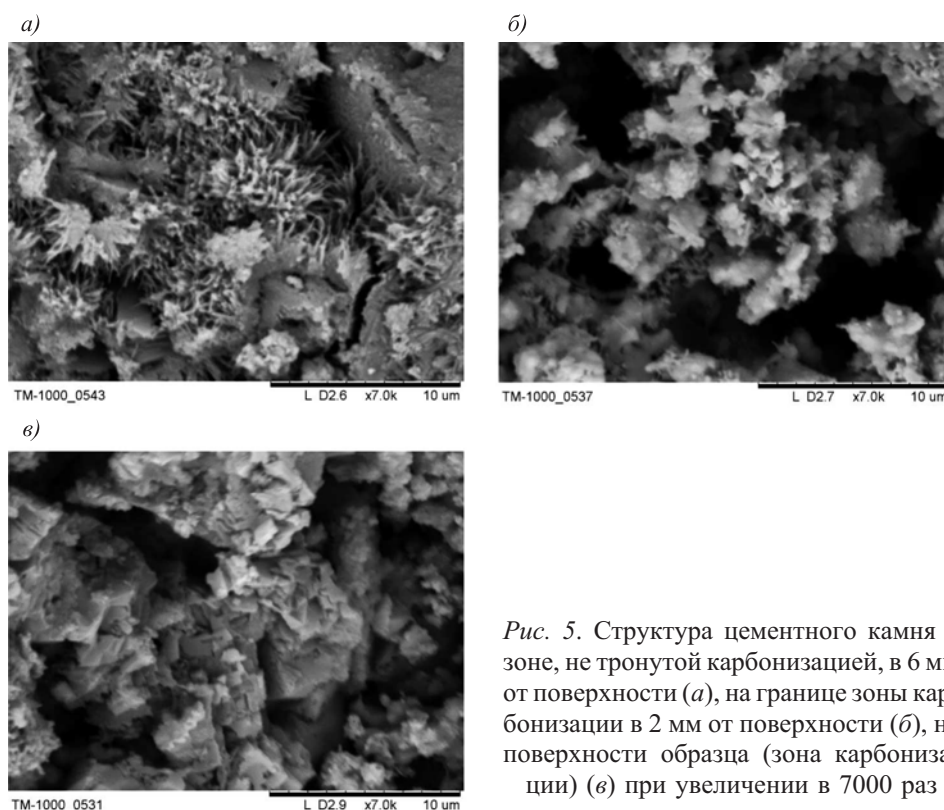 а)
б)
TM-1000_0543
L D2.6 x7.0k 10 um
TM-1000_0537
L D2.7 x7.0k 10 um
в)
TM-1000_0531
L D2.9 x7.0k 10 um
Рис. 5. Структура цементного камня
зоне, не тронутой карбонизацией, в 6 м
от поверхности (а), на границе зоны кар
бонизации в 2 мм от поверхности (б), н
поверхности образца (зона карбониза
ции) (в) при увеличении в 7000 раз